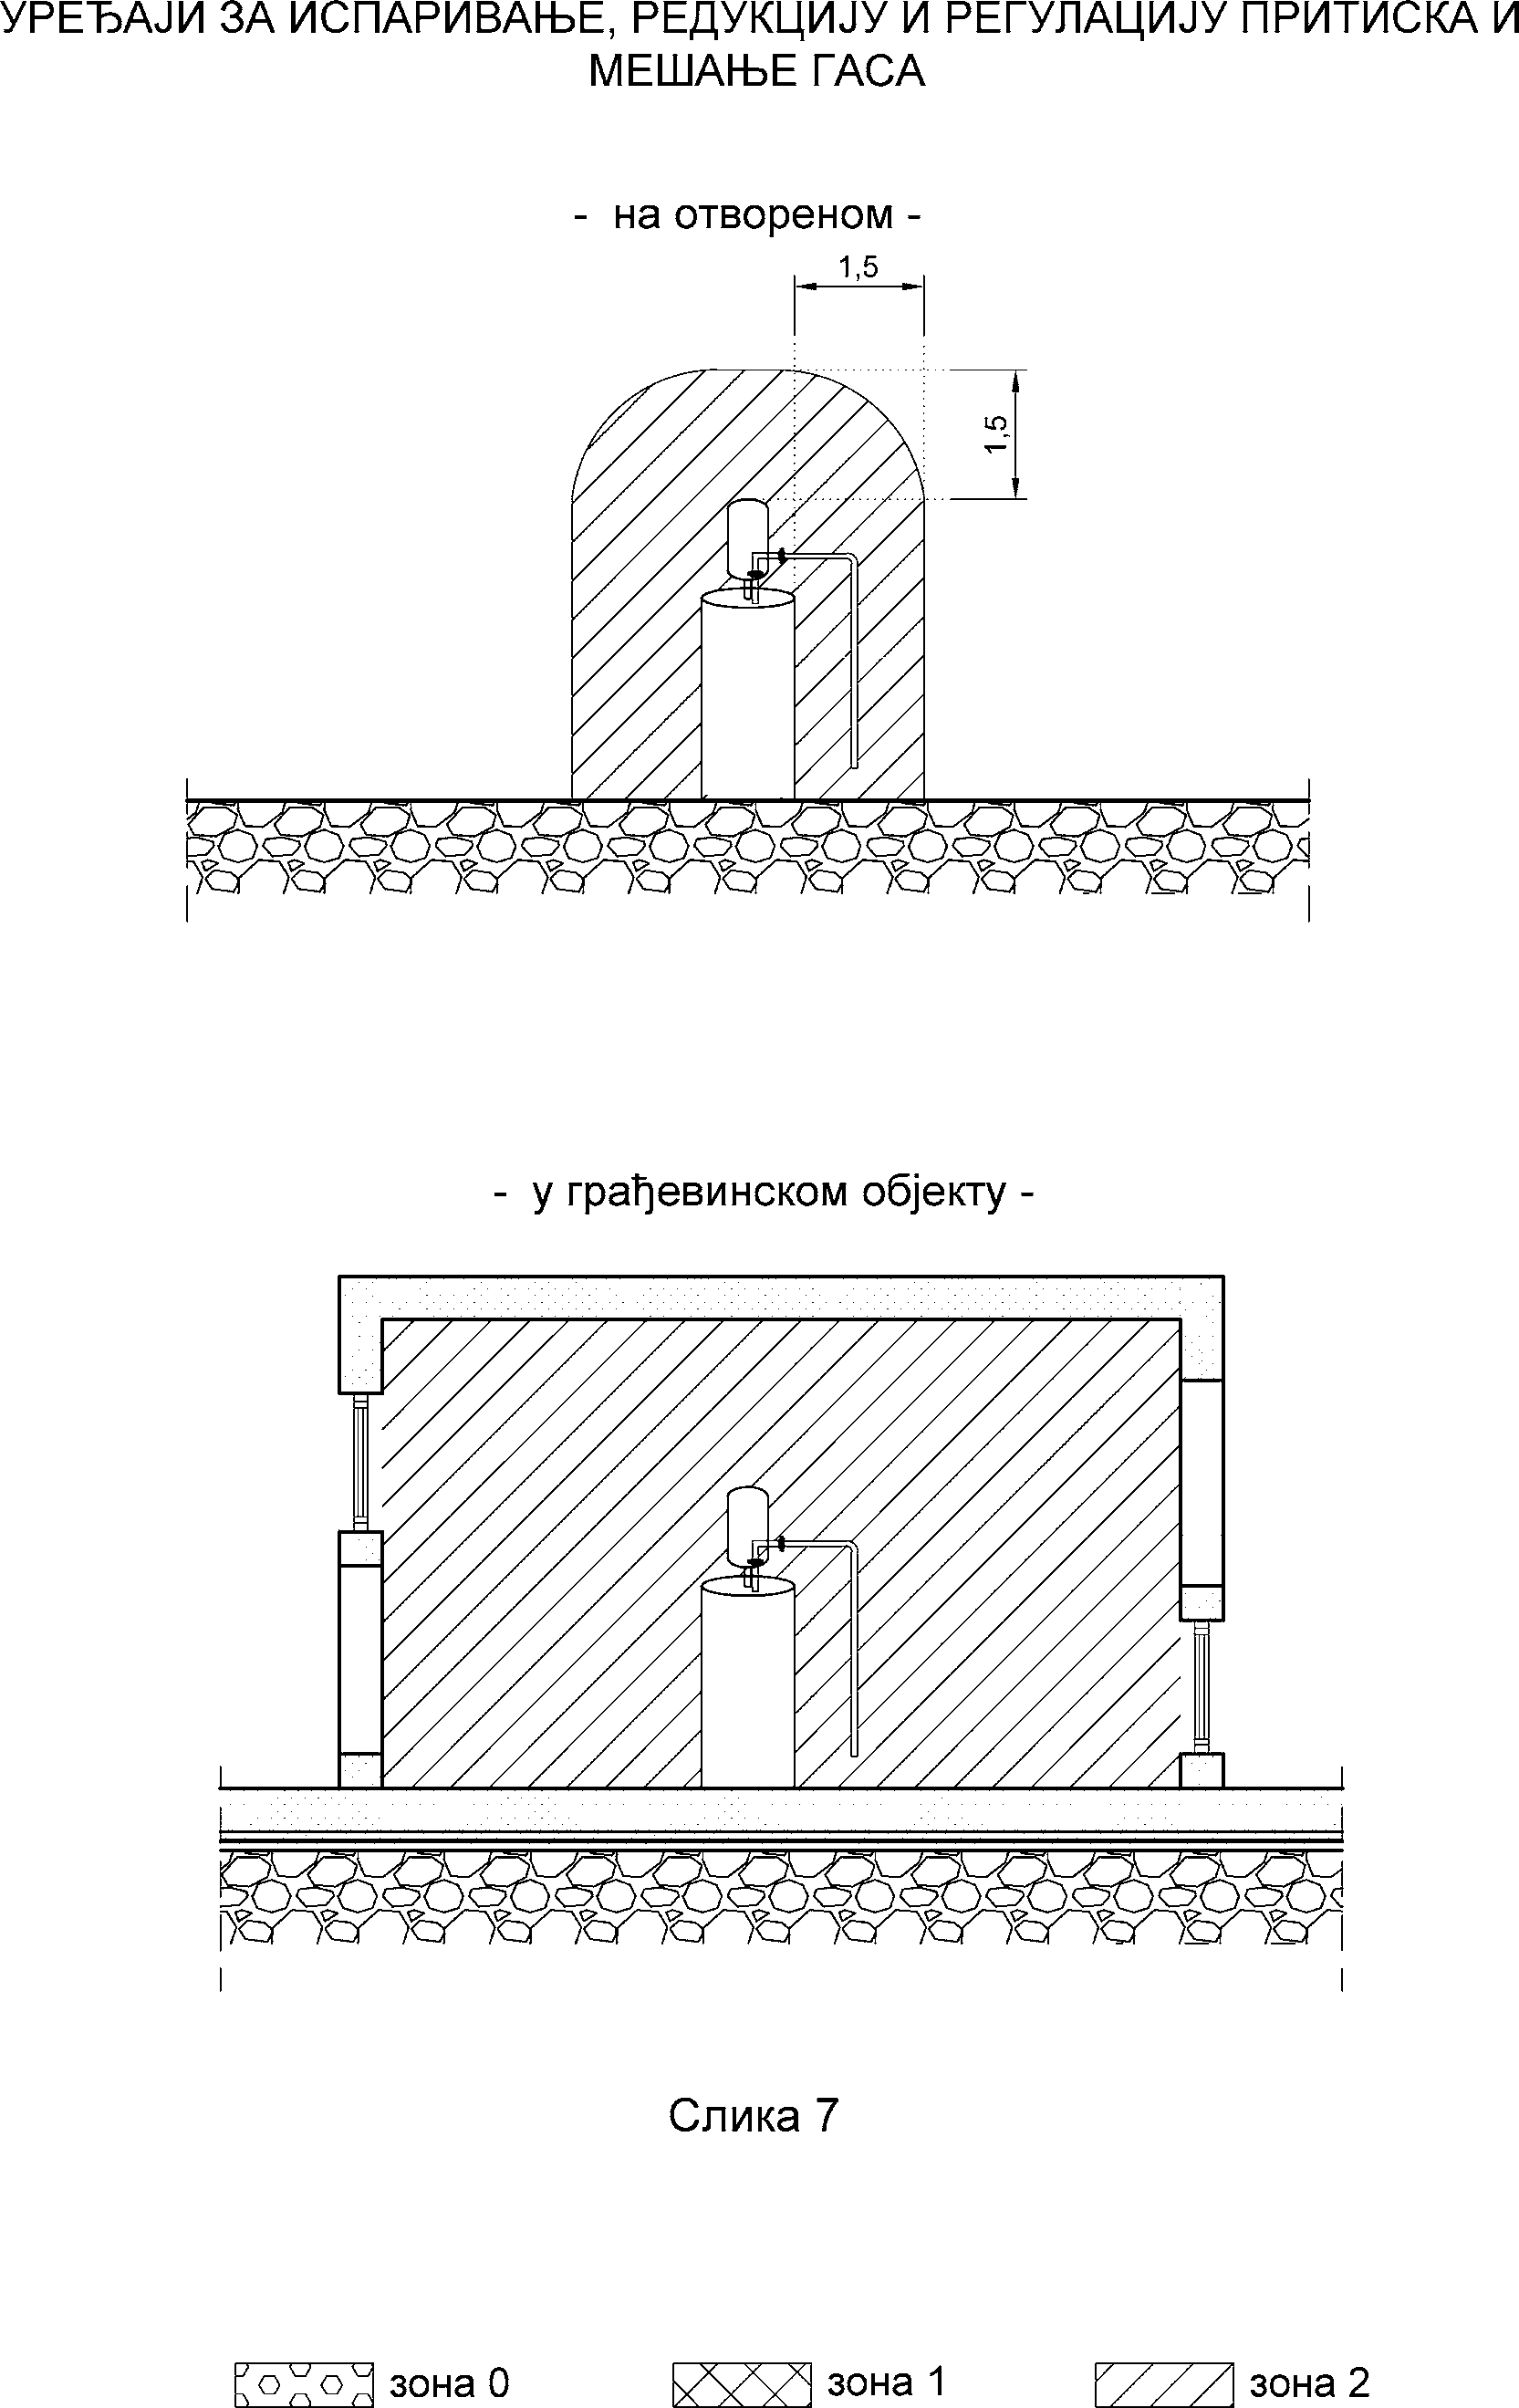 УРЕЂАЈИ ЗА ИСПАРИВАЊЕ, РЕДУКЦИЈУ И РЕГУЛАЦИЈУ ПРИТИСКА И
МЕШАЊЕ ГАСА
- на отвореном -
1,5
1,5
- у грађевинском објекту -
Слика 7
зона 0
зона 1
зона 2